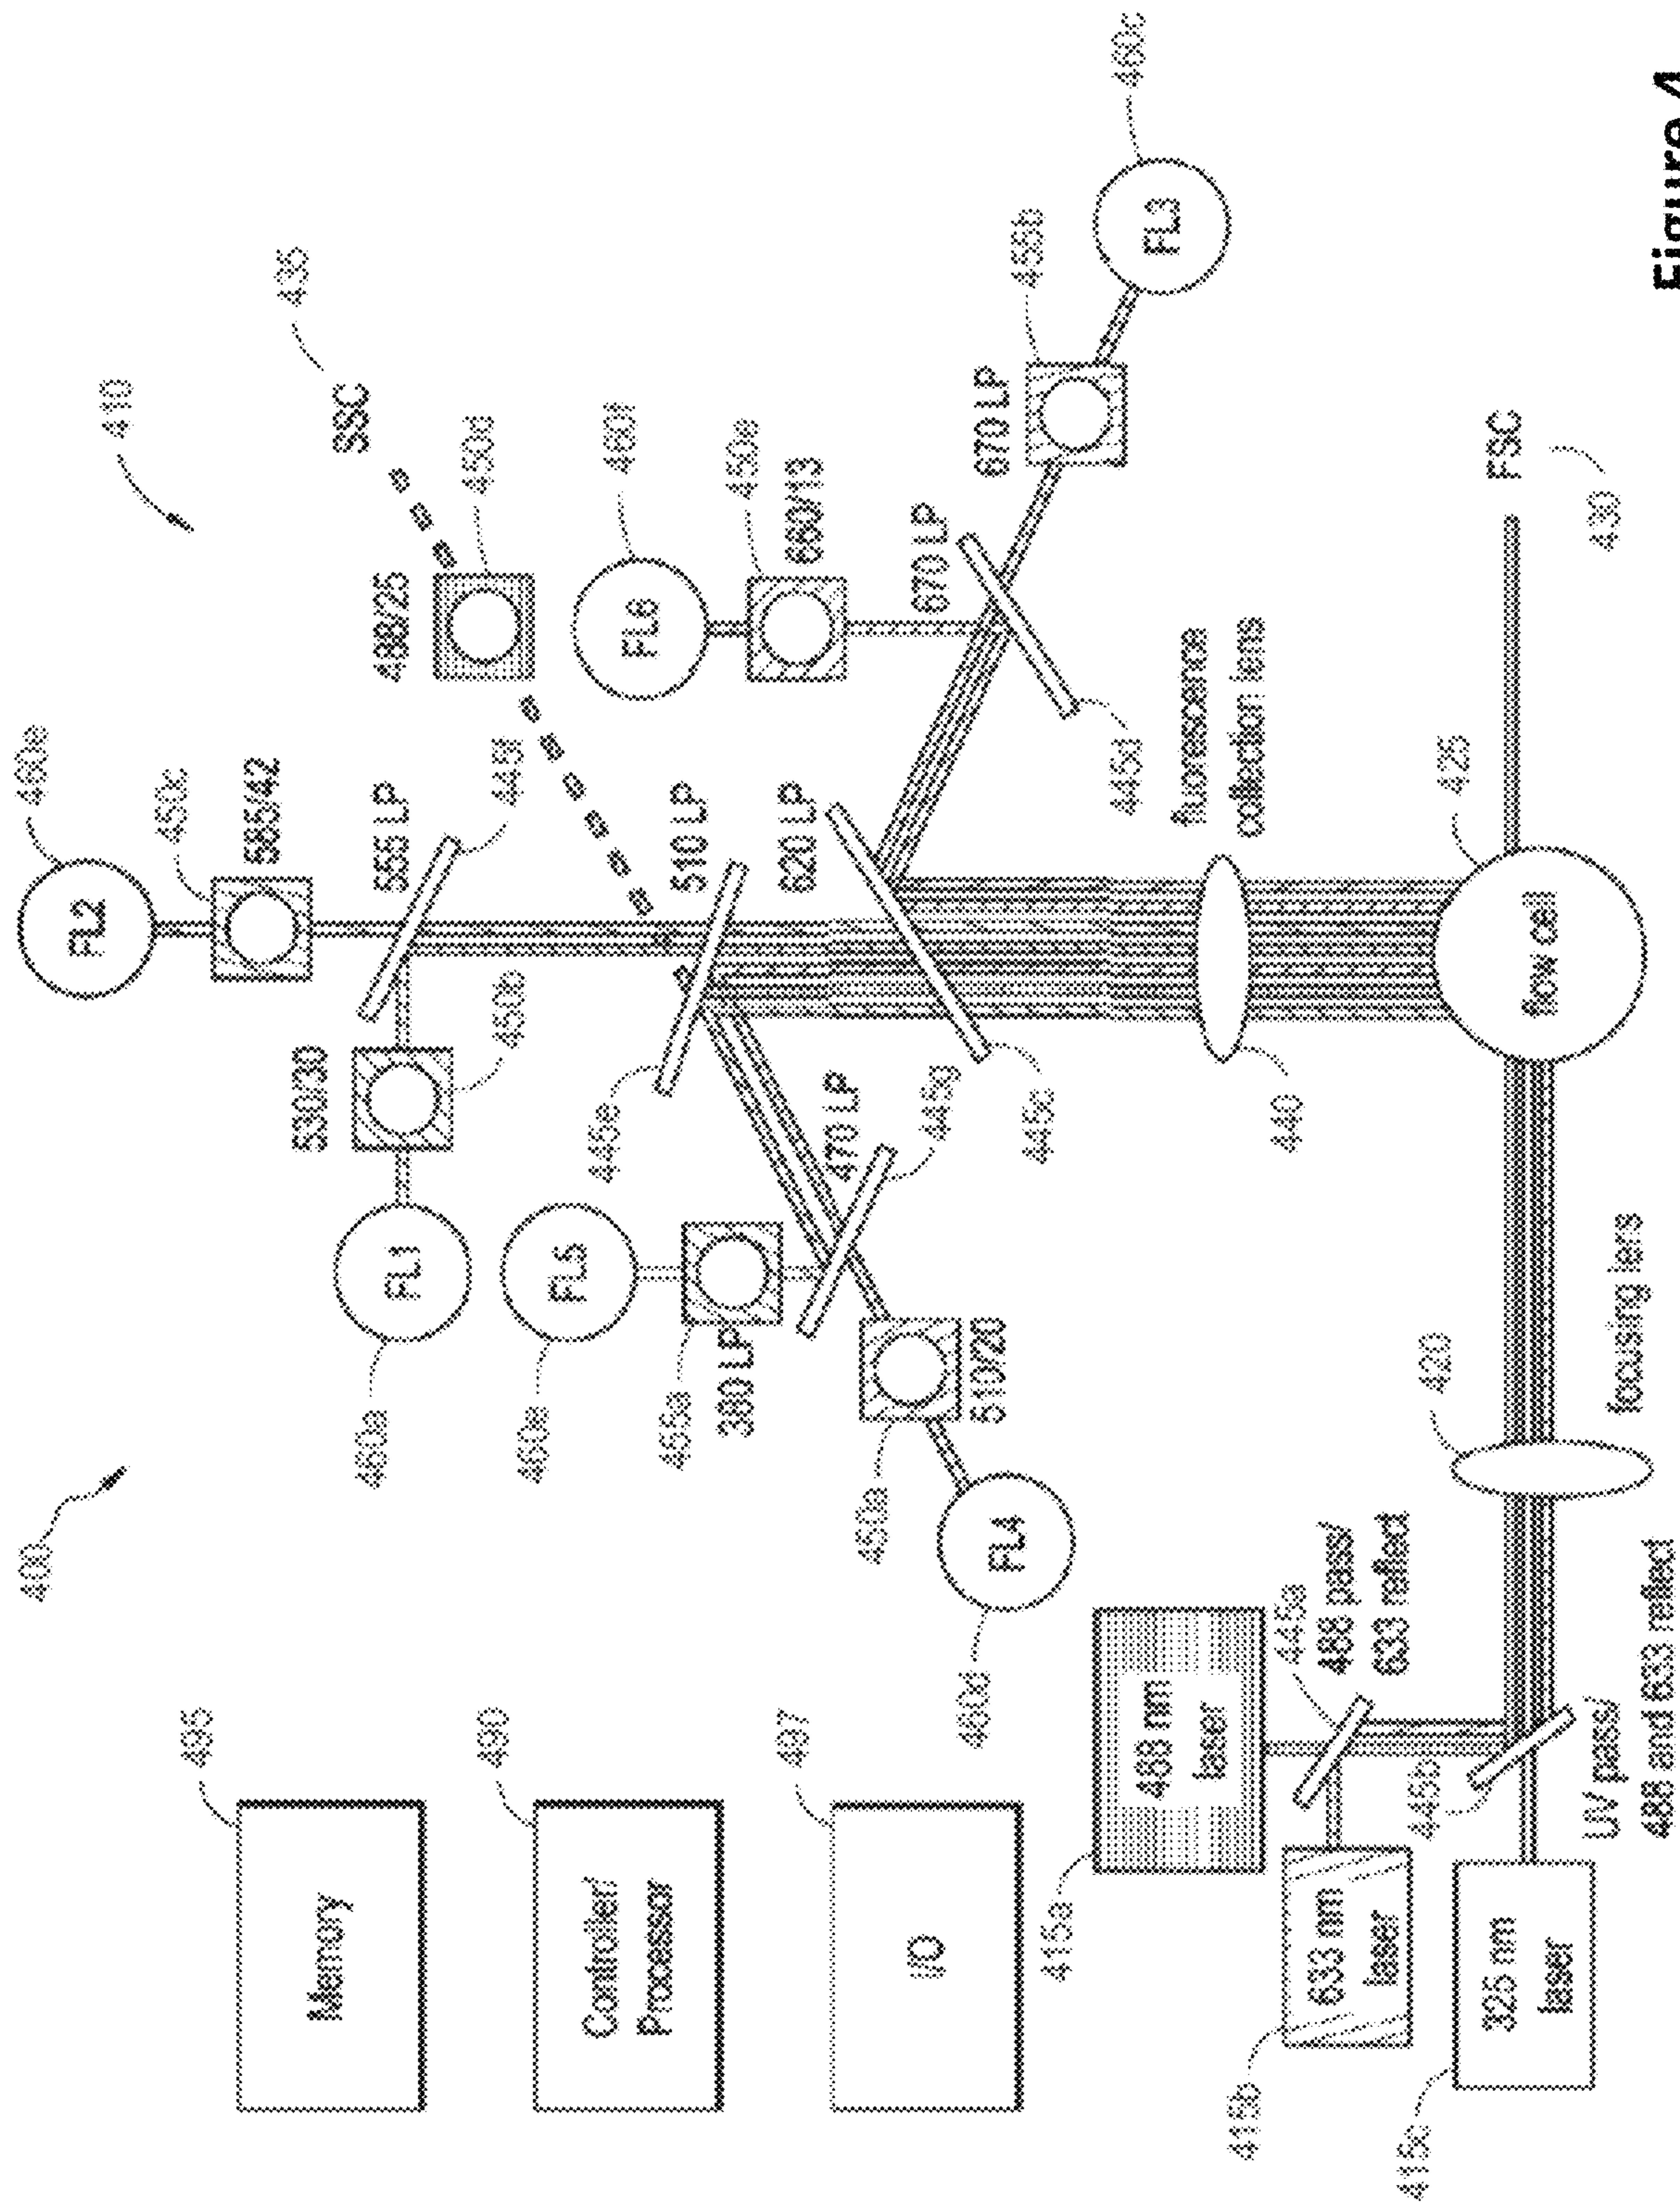 400
410
460e
FL2
450c
585/42
495
Memory
530/30
460a
FL1
450b
555 LP
445f
488/25
450d
SSC
435
490
Controller/
Processor
460e
FL5
455a
380 LP
445e
510 LP
FL6
460f
450e
660/13
497
I/O
450a
510/20
470 LP
445g
620 LP
445c
670 LP
445d
670 LP
455b
FL3
460c
460d
FL4
415a
488 nm
laser
445a
488 pass/
633 reflect
440
fluorescence
collection lens
415b
633 nm
laser
445b
415c
325 nm
laser
UV pass/
488 and 633 reflect
420
focusing lens
flow cell
425
FSC
430
Figure 4